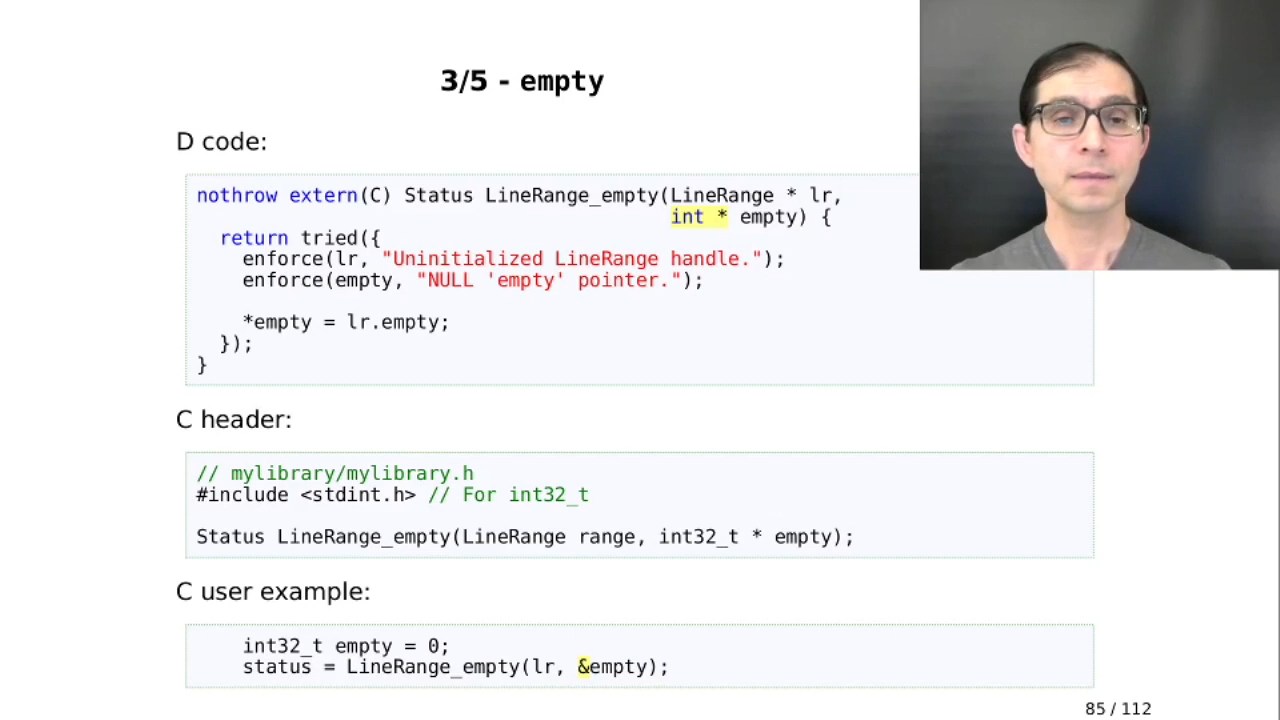 3/5 - empty
D code:
nothrow extern(C) Status LineRange_empty(LineRange * lr,
int * empty) {
return tried({
enforce(lr, "Uninitialized LineRange handle.");
enforce(empty, "NULL 'empty' pointer.");
*empty = lr.empty;
});
}
C header:
// mylibrary/mylibrary.h
#include <stdint.h> // For int32_t
Status LineRange_empty(LineRange range, int32_t * empty);
C user example:
int32_t empty = 0;
status = LineRange_empty(lr, &empty);
85 / 112